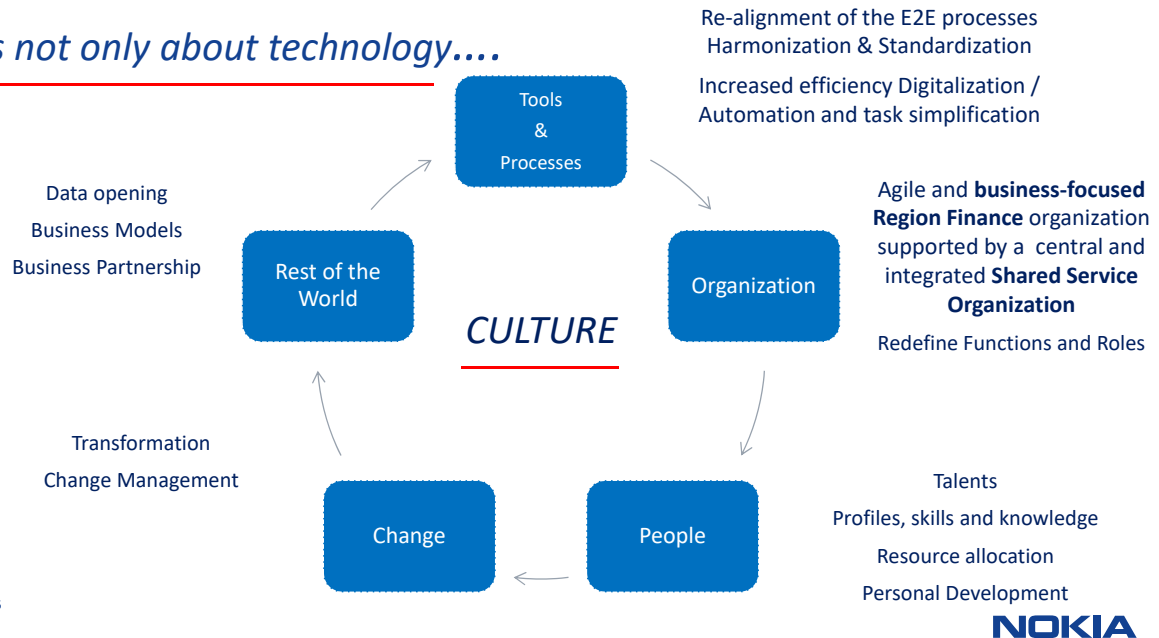 s not only about technology....
Re-alignment of the E2E processes
Harmonization & Standardization
Increased efficiency Digitalization /
Automation and task simplification
Tools
&
Processes
Data opening
Business Models
Business Partnership
Rest of the
World
Organization
Agile and business-focused
Region Finance organization
supported by a central and
integrated Shared Service
Organization
Redefine Functions and Roles
CULTURE
Transformation
Change Management
Change
People
Talents
Profiles, skills and knowledge
Resource allocation
Personal Development
s
NOKIA